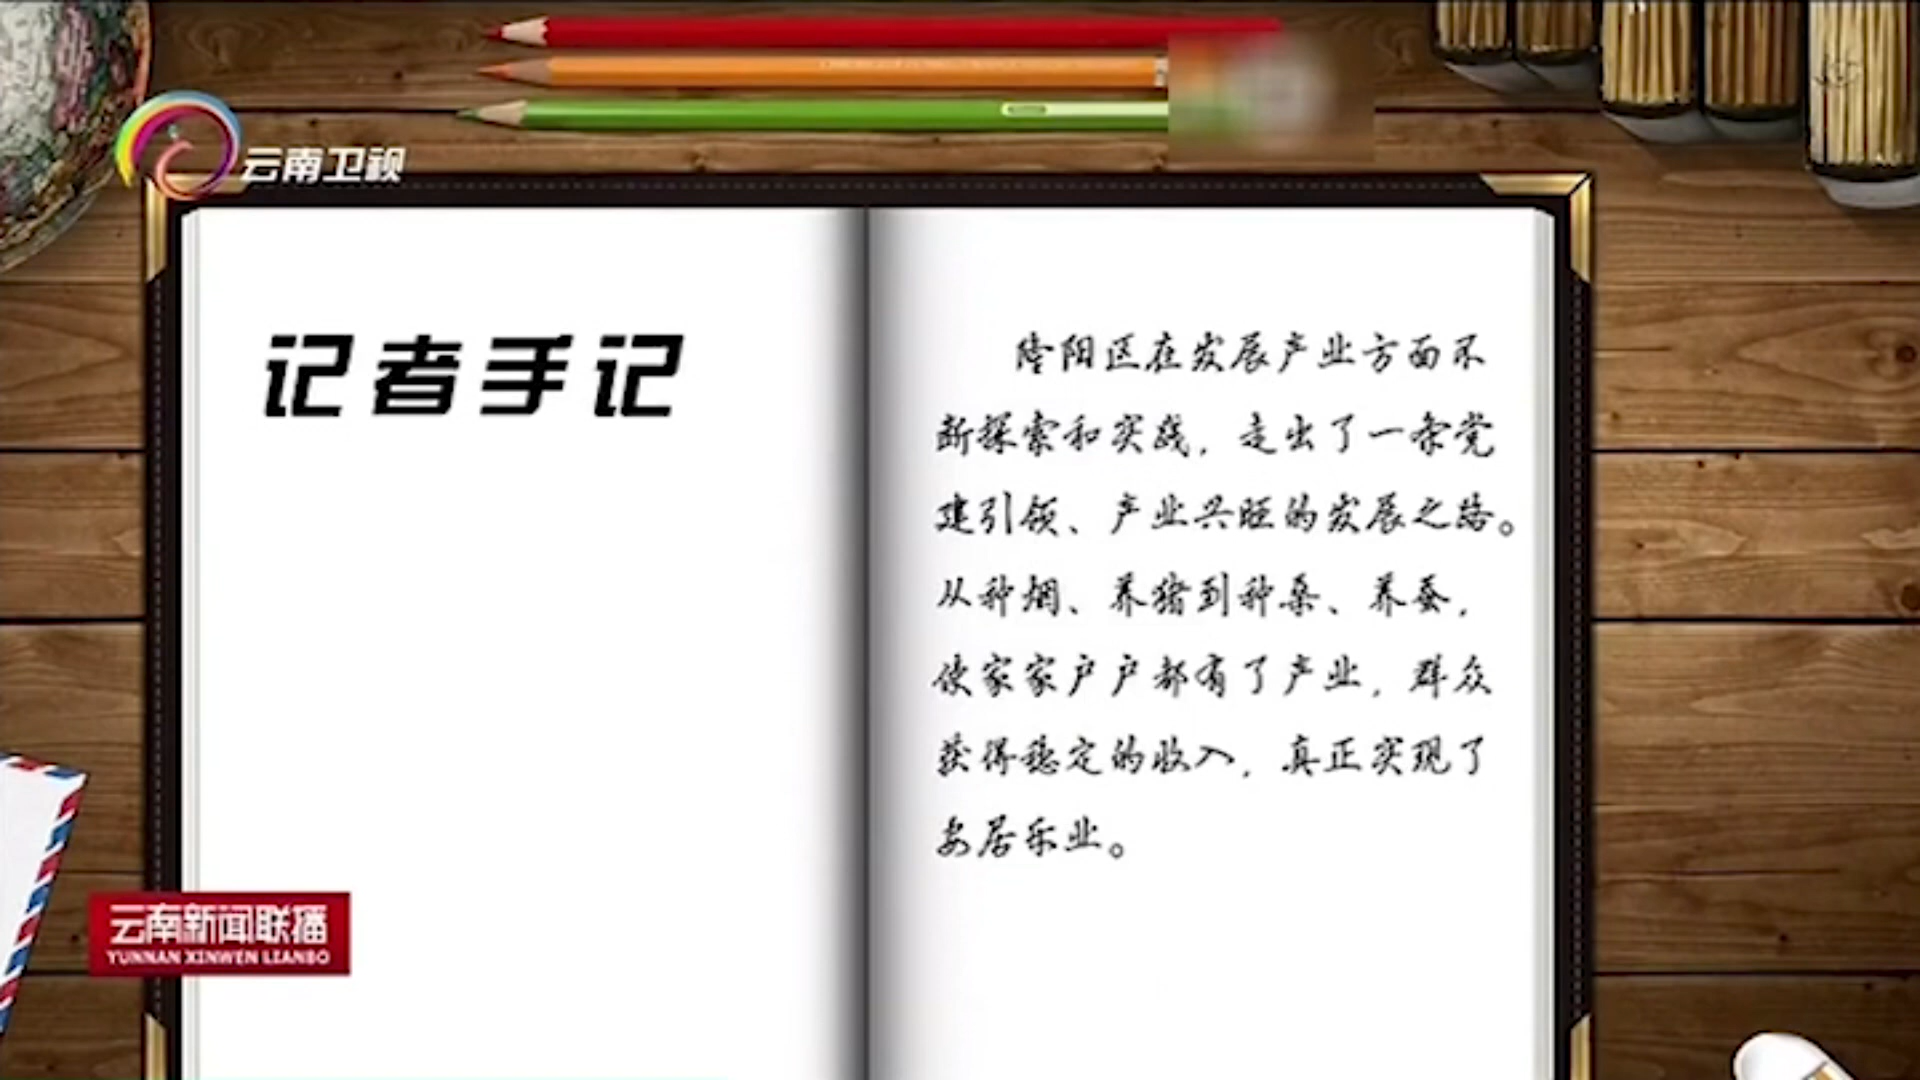 云南卫视
记者手记
隆阳区在发展产业方面不
断探索和实践，走出了一条党
建引领、产业兴旺的发展之路。
从种烟、养猪到种桑、养蚕，
使家家户户都有了产业，群众
获得稳定的收入，真正实现了
安居乐业。
云南新闻联播
YUNNAN XINWEN LIANBO